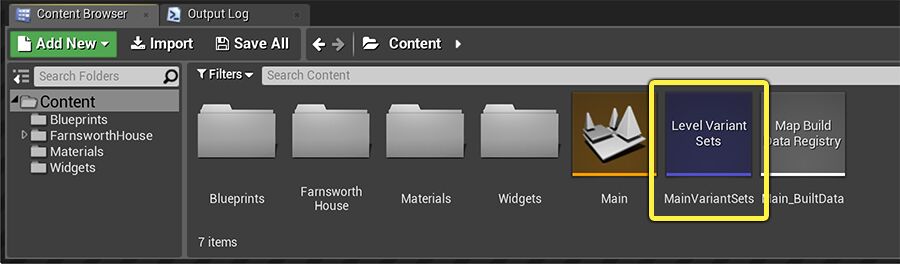 Content Browser
Output Log
Add New
Import
Save All
Content
Search Folders
Filters
Search Content
Content
Blueprints
FarnsworthHouse
Materials
Widgets
Level Variant
Sets
Map Build
Data Registry
Blueprints
Farnsworth
House
Materials
Widgets
Main
MainVariantSets
Main_BuiltData
7 items